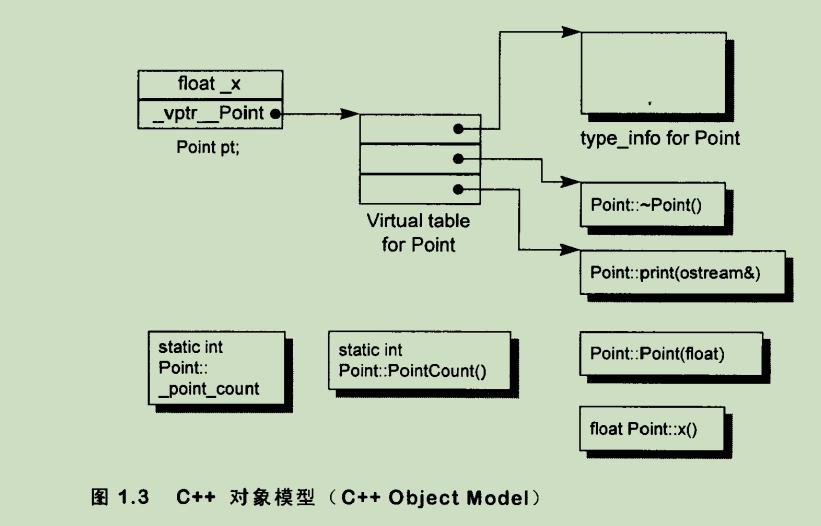 float _x
_vptr__Point
Point pt;
Virtual table
for Point
type_info for Point
Point::~Point()
Point::print(ostream&)
static int
Point::
_point_count
static int
Point::PointCount()
Point::Point(float)
float Point::x()
图 1.3 C++ 对象模型（C++ Object Model）